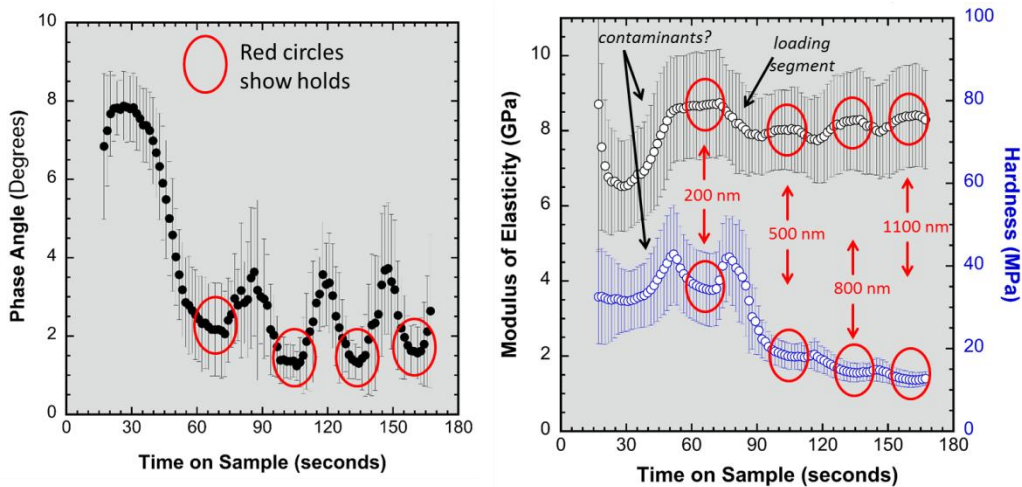 10
8
6
4
2
0
Phase Angle (Degrees)
Red circles
show holds
0 30 60 90 120 150 180
Time on Sample (seconds)
10
8
6
4
2
0
Modulus of Elasticity (GPa)
contaminants?
loading
segment
200 nm
500 nm
800 nm
1100 nm
100
80
60
40
20
0
Hardness
(MPa)
0 30 60 90 120 150 180
Time on Sample (seconds)